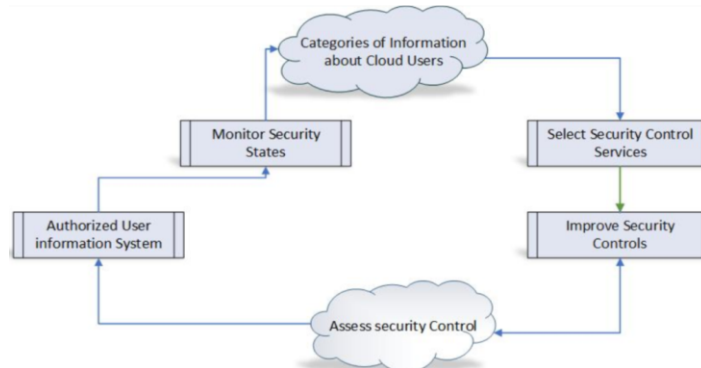 Categories of Information
about Cloud Users
Monitor Security
States
Select Security Control
Services
Authorized User
information System
Improve Security
Controls
Assess security Control